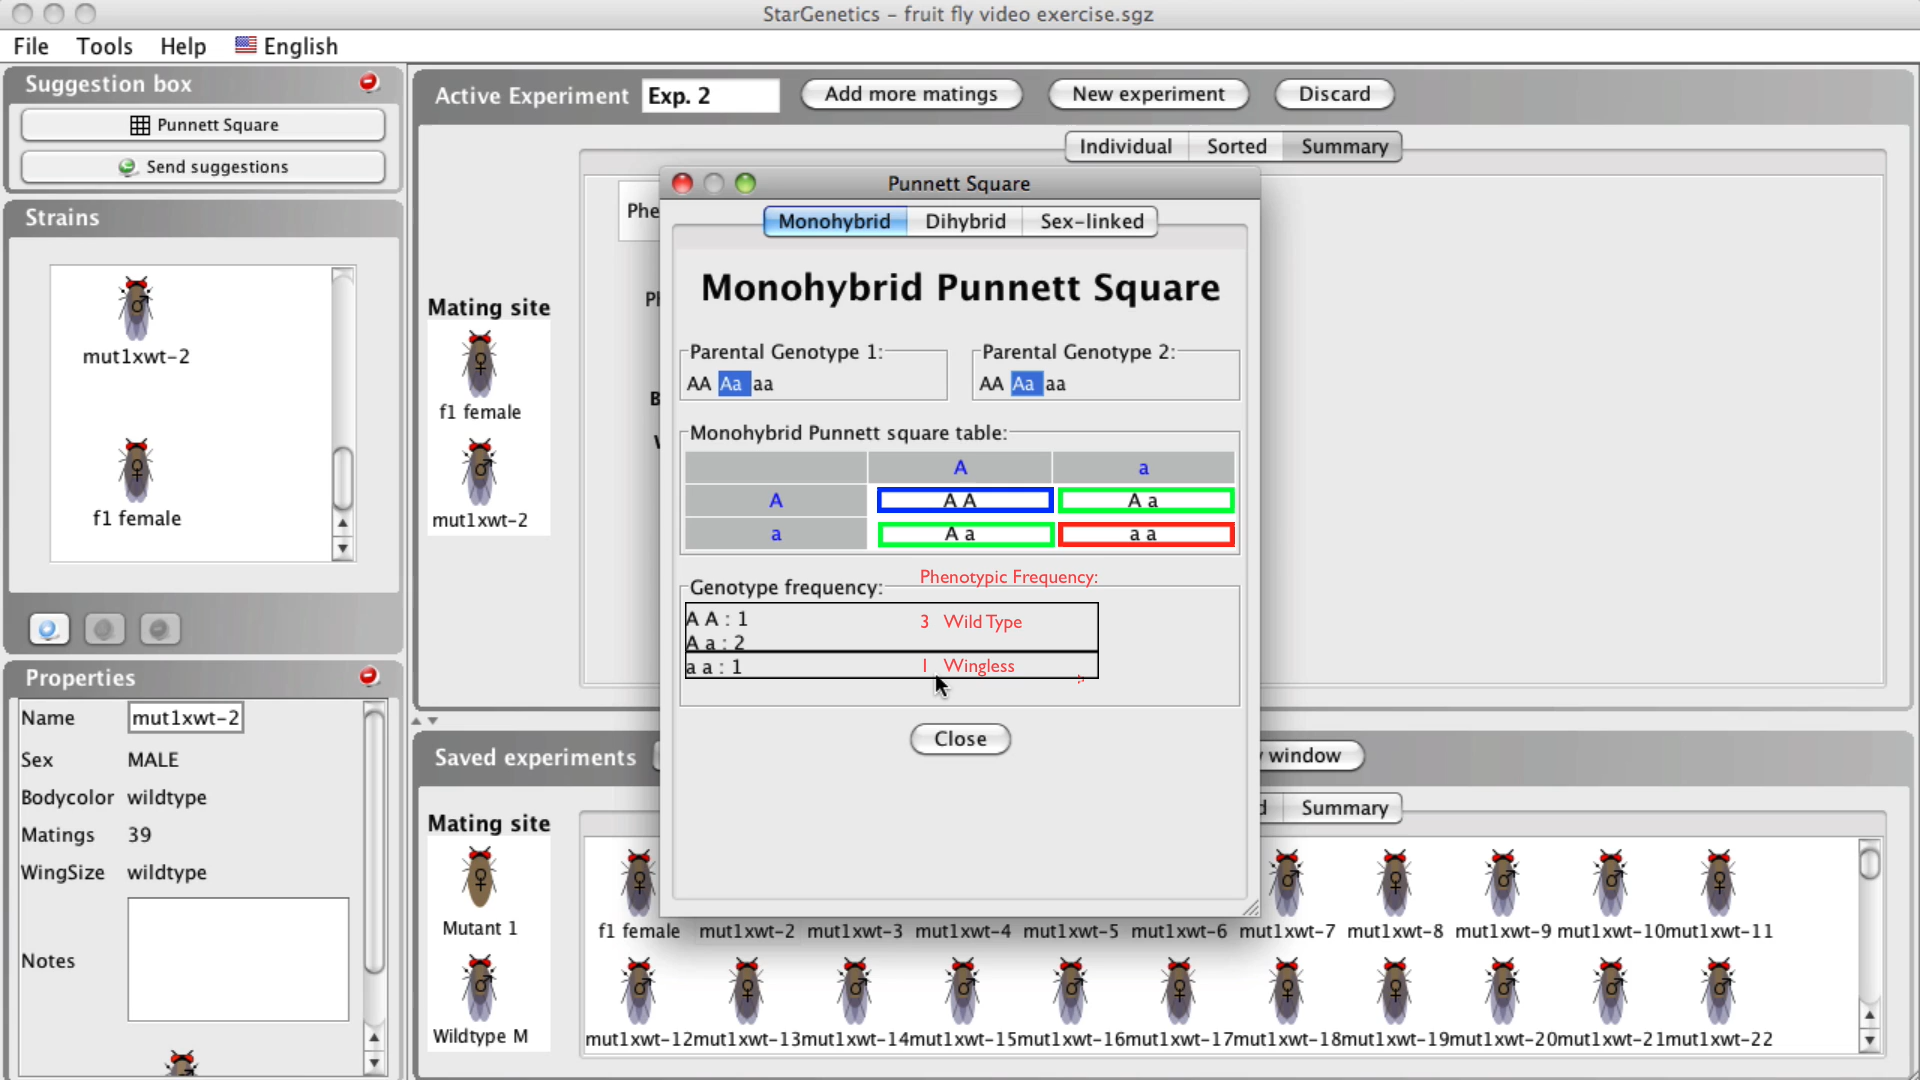 StarGenetics – fruit fly video exercise.sgz
File Tools Help English
Suggestion box
Punnett Square
Send suggestions
Strains
mut1xwt-2
f1 female
Properties
Name mut1xwt-2
Sex MALE
Bodycolor wildtype
Matings 39
WingSize wildtype
Notes
Active Experiment Exp. 2 Add more matings New experiment Discard
Individual Sorted Summary
Mating site
f1 female
mut1xwt-2
Phe
Punnett Square
Monohybrid Dihybrid Sex-linked
Monohybrid Punnett Square
Parental Genotype 1: Parental Genotype 2:
AA Aa aa AA Aa aa
Monohybrid Punnett square table:
A a
A A A A a
a A a a a
Genotype frequency: Phenotypic Frequency:
A A : 1 3 Wild Type
A a : 2
a a : 1 1 Wingless
Close
Saved experiments window
Summary
Mating site
Mutant 1
Wildtype M
f1 female mut1xwt-2 mut1xwt-3 mut1xwt-4 mut1xwt-5 mut1xwt-6 mut1xwt-7 mut1xwt-8 mut1xwt-9 mut1xwt-10 mut1xwt-11
mut1xwt-12 mut1xwt-13 mut1xwt-14 mut1xwt-15 mut1xwt-16 mut1xwt-17 mut1xwt-18 mut1xwt-19 mut1xwt-20 mut1xwt-21 mut1xwt-22